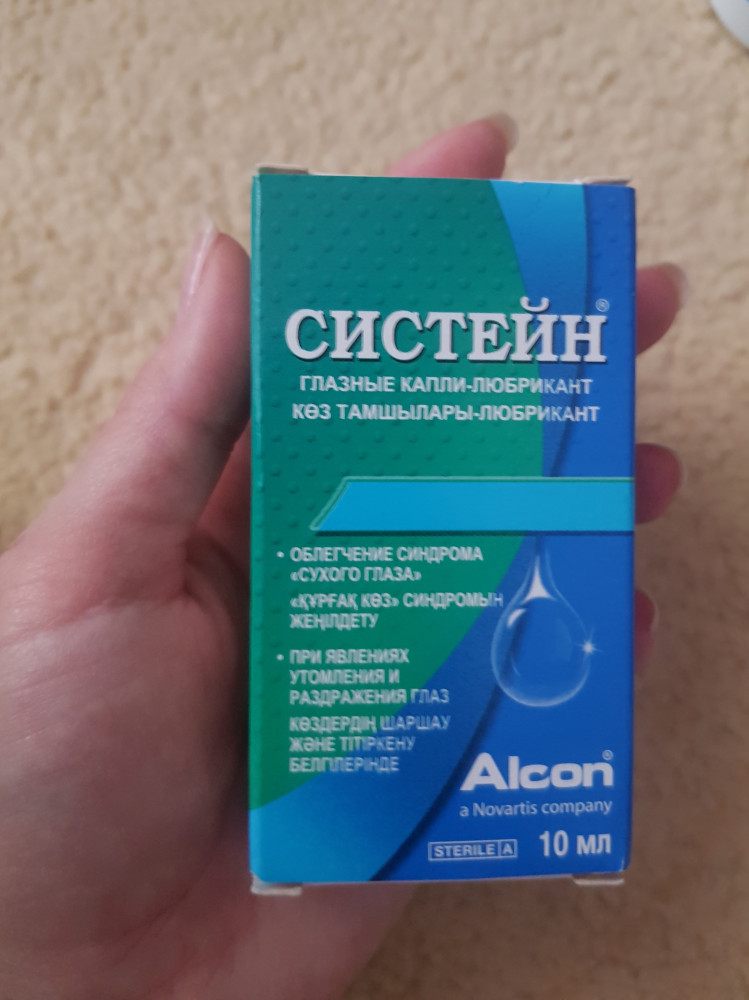 СИСТЕЙН®
ГЛАЗНЫЕ КАПЛИ-ЛЮБРИКАНТ
КӨЗ ТАМШЫЛАРЫ-ЛЮБРИКАНТ
• ОБЛЕГЧЕНИЕ СИНДРОМА
«СУХОГО ГЛАЗА»
«ҚҰРҒАҚ КӨЗ» СИНДРОМЫН
ЖЕҢІЛДЕТУ
• ПРИ ЯВЛЕНИЯХ
УТОМЛЕНИЯ И
РАЗДРАЖЕНИЯ ГЛАЗ
КӨЗДЕРДІҢ ШАРШАУ
ЖӘНЕ ТІТІРКЕНУ
БЕЛГІЛЕРІНДЕ
Alcon®
a Novartis company
STERILE A 10 МЛ